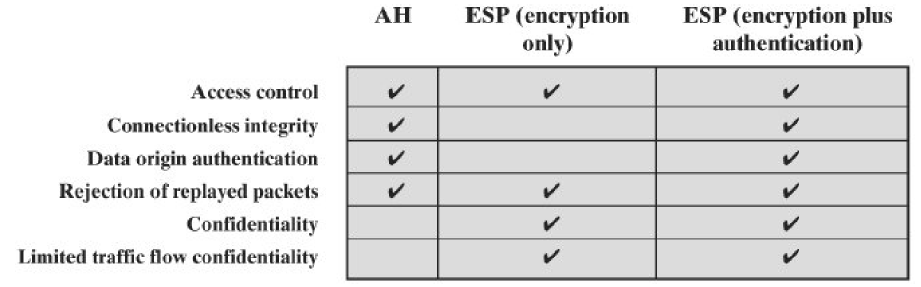 AH ESP (encryption only) ESP (encryption plus authentication)
Access control ✔ ✔ ✔
Connectionless integrity ✔ ✔
Data origin authentication ✔ ✔
Rejection of replayed packets ✔ ✔ ✔
Confidentiality ✔ ✔
Limited traffic flow confidentiality ✔ ✔